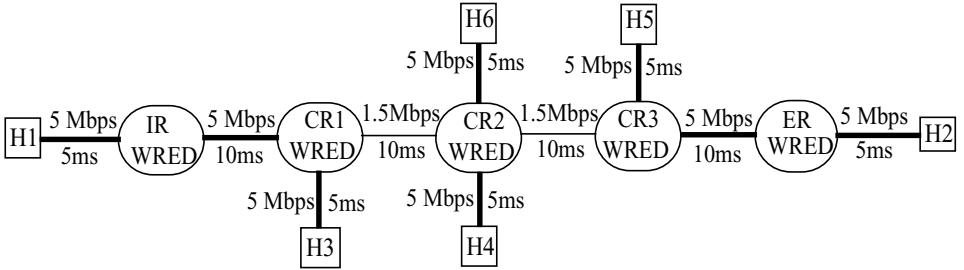 H6
H5
5 Mbps
5ms
5 Mbps
5ms
H1
5 Mbps
5ms
IR
WRED
5 Mbps
10ms
CR1
WRED
1.5Mbps
10ms
CR2
WRED
1.5Mbps
10ms
CR3
WRED
5 Mbps
10ms
ER
WRED
5 Mbps
5ms
H2
5 Mbps
5ms
5 Mbps
5ms
H3
H4